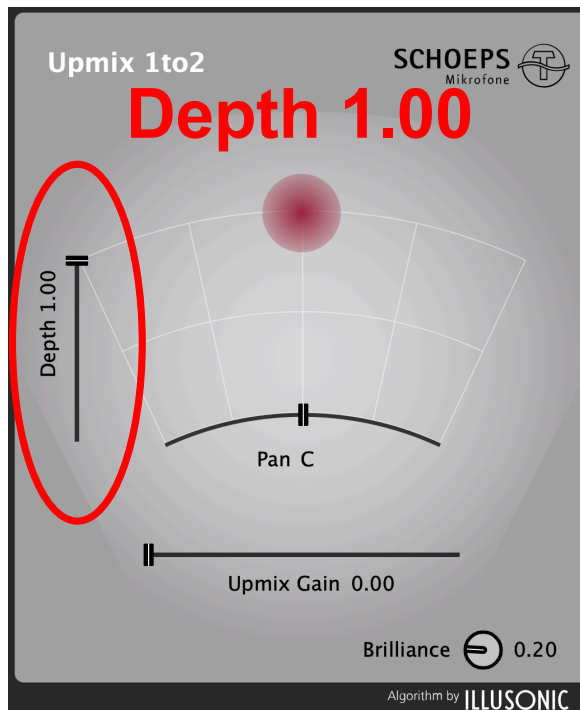 Upmix 1to2
SCHOEPS
Mikrofone
Depth 1.00
Depth 1.00
Pan C
Upmix Gain 0.00
Brilliance 0.20
Algorithm by ILLUSONIC